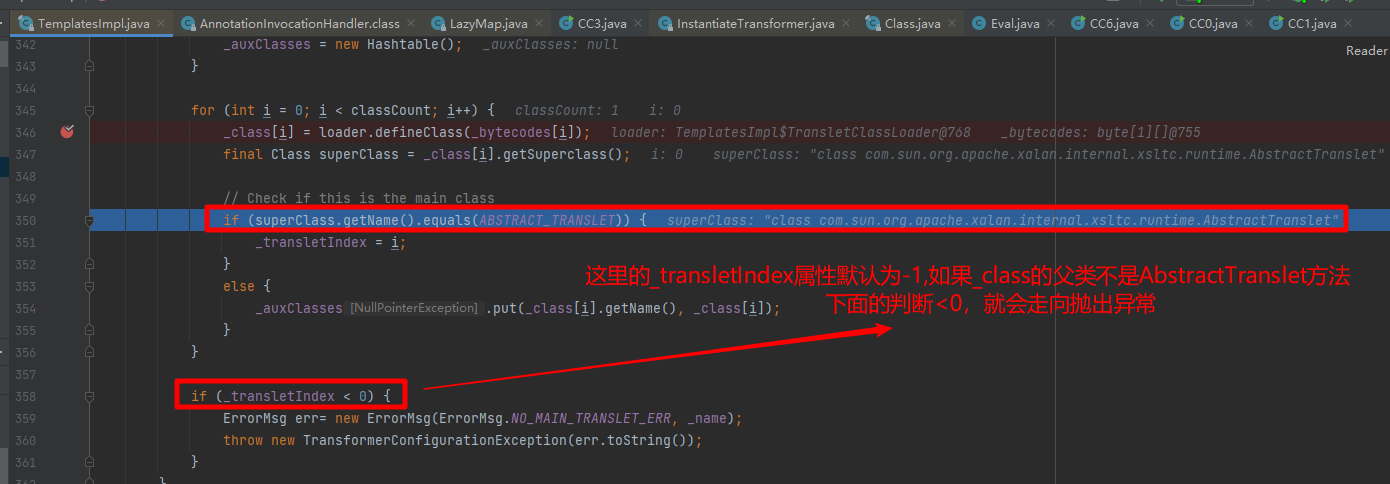 TemplatesImpl.java AnnotationInvocationHandler.class LazyMap.java CC3.java InstantiateTransformer.java Class.java Eval.java CC6.java CC0.java CC1.java
Reader
342 _auxClasses = new Hashtable(); _auxClasses: null
343 }
344
345 for (int i = 0; i < classCount; i++) { classCount: 1 i: 0
346 _class[i] = loader.defineClass(_bytecodes[i]); loader: TemplatesImpl$TransletClassLoader@768 _bytecodes: byte[1][]@755
347 final Class superClass = _class[i].getSuperclass(); i: 0 superClass: "class com.sun.org.apache.xalan.internal.xsltc.runtime.AbstractTranslet"
348
349 // Check if this is the main class
350 if (superClass.getName().equals(ABSTRACT_TRANSLET)) { superClass: "class com.sun.org.apache.xalan.internal.xsltc.runtime.AbstractTranslet"
351 _transletIndex = i;
352 }
353 else {
354 _auxClasses [NullPointerException] .put(_class[i].getName(), _class[i]);
355 }
356 }
357
358 if (_transletIndex < 0) {
359 ErrorMsg err= new ErrorMsg(ErrorMsg.NO_MAIN_TRANSLET_ERR, _name);
360 throw new TransformerConfigurationException(err.toString());
361 }
这里的_transletIndex属性默认为-1,如果_class的父类不是AbstractTranslet方法
下面的判断<0，就会走向抛出异常